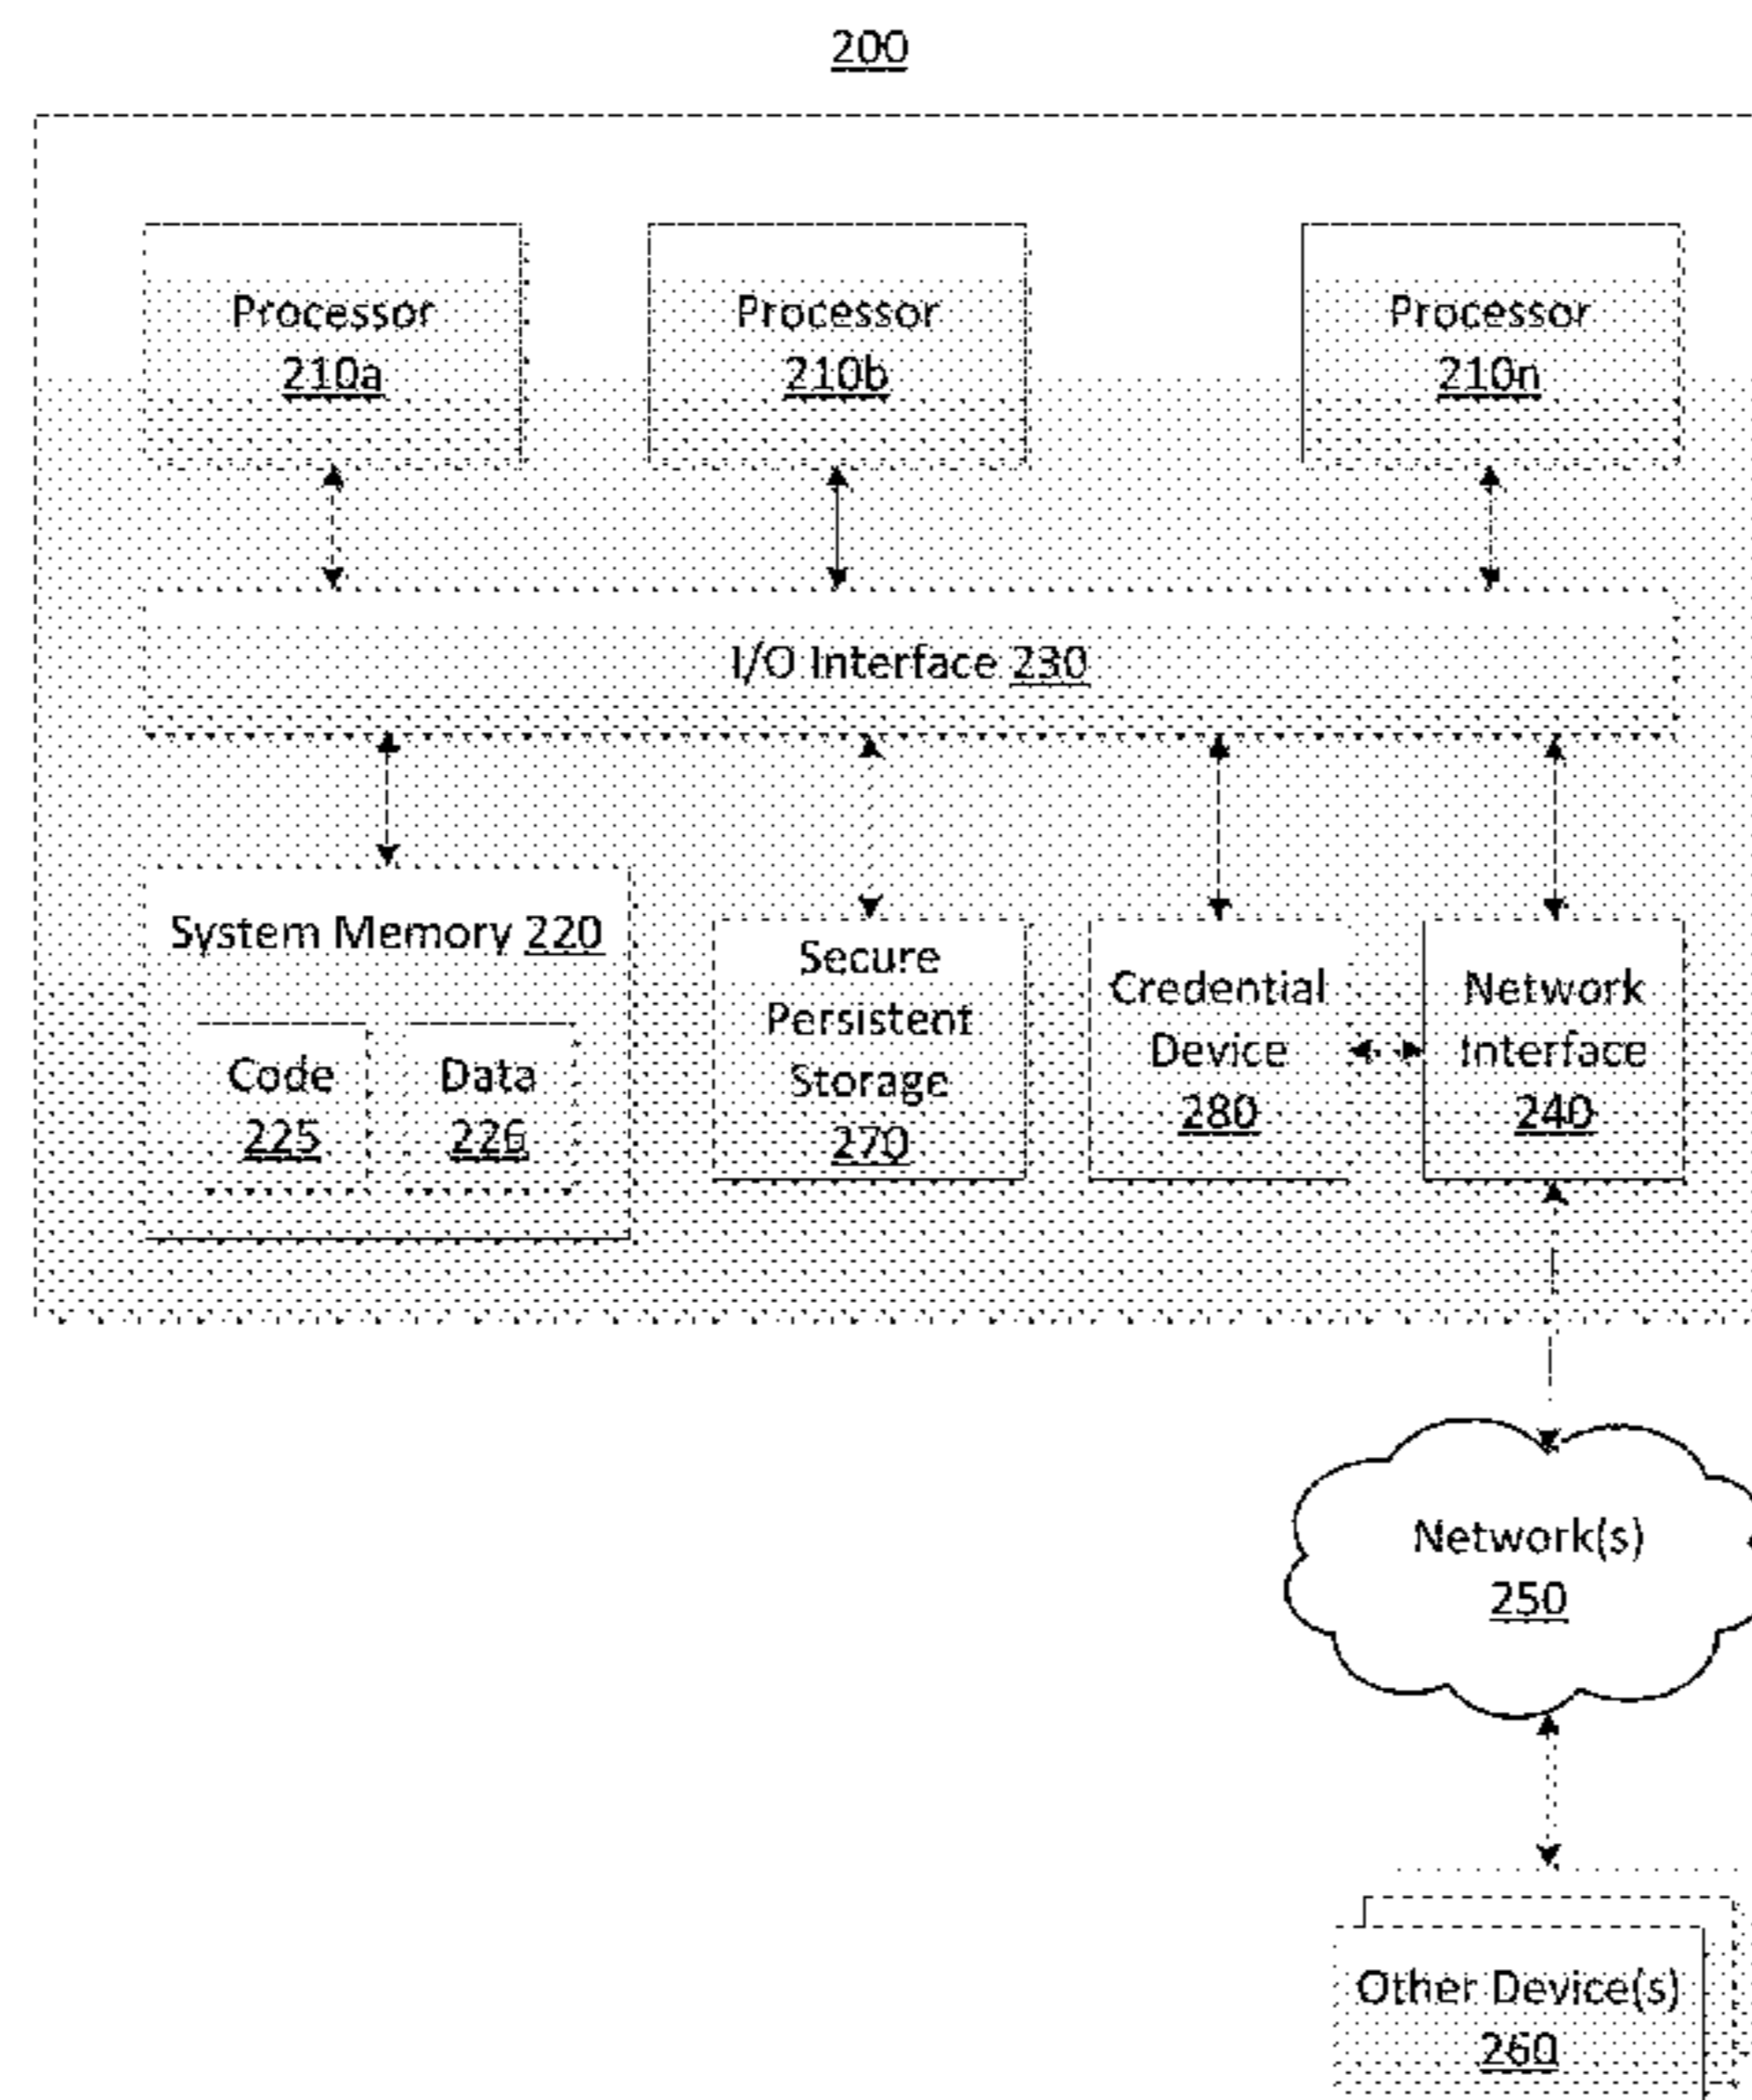 200
Processor
210a
Processor
210b
Processor
210n
I/O Interface 230
System Memory 220
Code
225
Data
226
Secure
Persistent
Storage
270
Credential
Device
280
Network
Interface
240
Network(s)
250
Other Device(s)
260